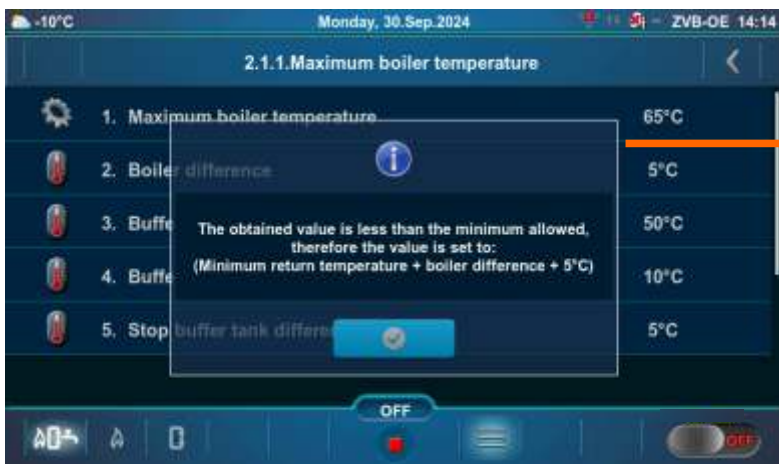 -10°C Monday, 30.Sep.2024 ZVB-OE 14:14
2.1.1.Maximum boiler temperature
1. Maximum boiler temperature 65°C
2. Boiler difference 5°C
3. Buffe 50°C
4. Buffe 10°C
5. Stop buffer tank differe 5°C
The obtained value is less than the minimum allowed,
therefore the value is set to:
(Minimum return temperature + boiler difference + 5°C)
OFF
OFF